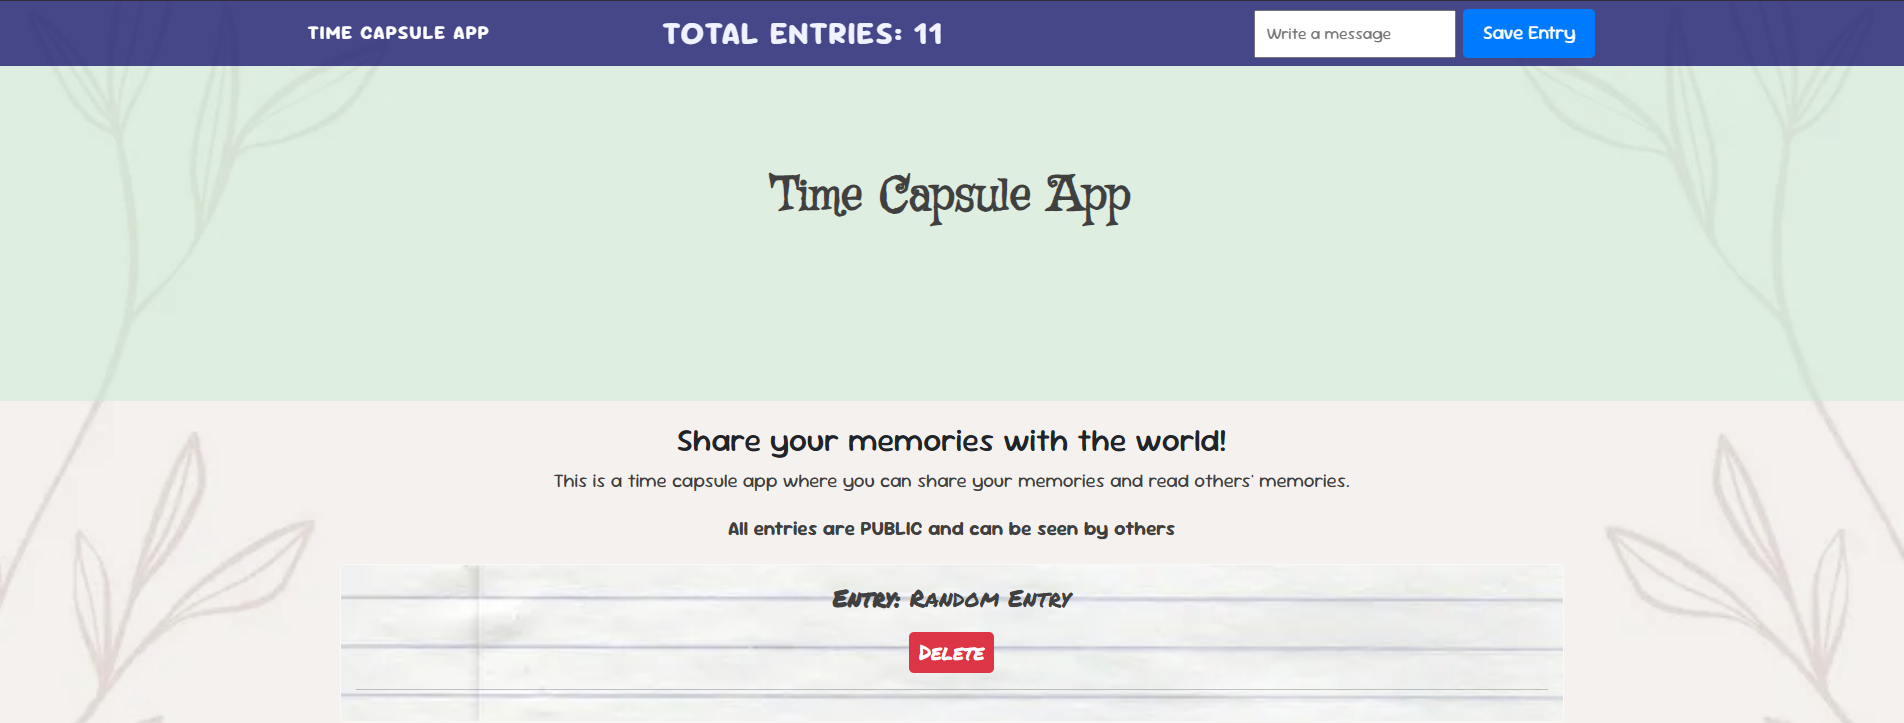 TIME CAPSULE APP
TOTAL ENTRIES: 11
Write a message
Save Entry
Time Capsule App
Share your memories with the world!
This is a time capsule app where you can share your memories and read others' memories.
All entries are PUBLIC and can be seen by others
Entry: Random Entry
Delete